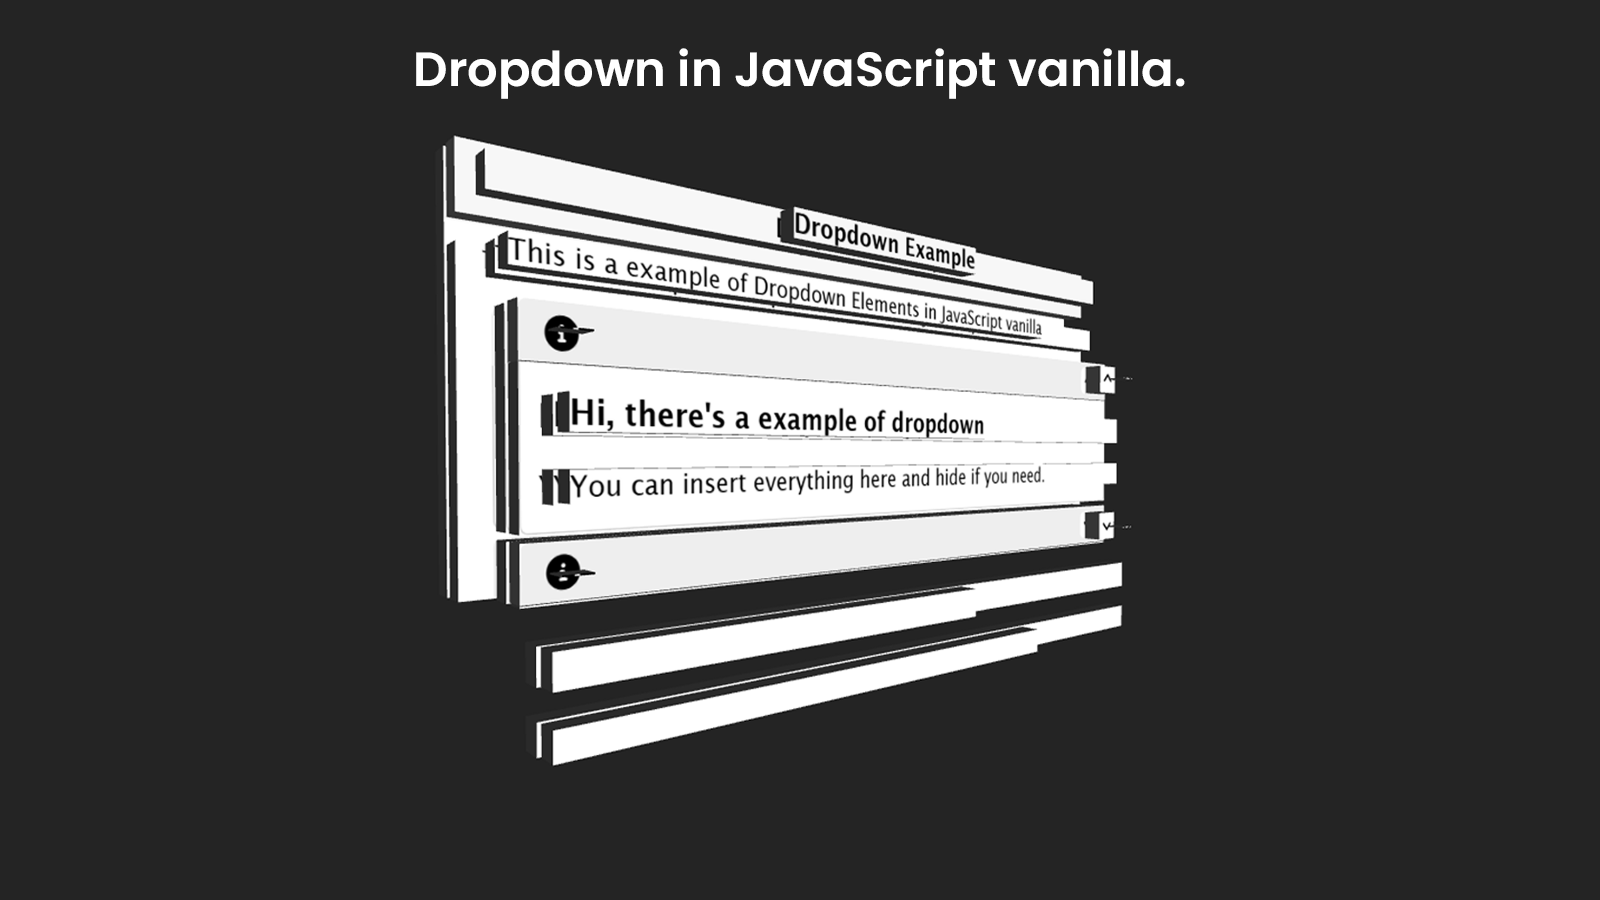 Dropdown in JavaScript vanilla.
Dropdown Example
This is a example of Dropdown Elements in JavaScript vanilla
Hi, there's a example of dropdown
You can insert everything here and hide if you need.